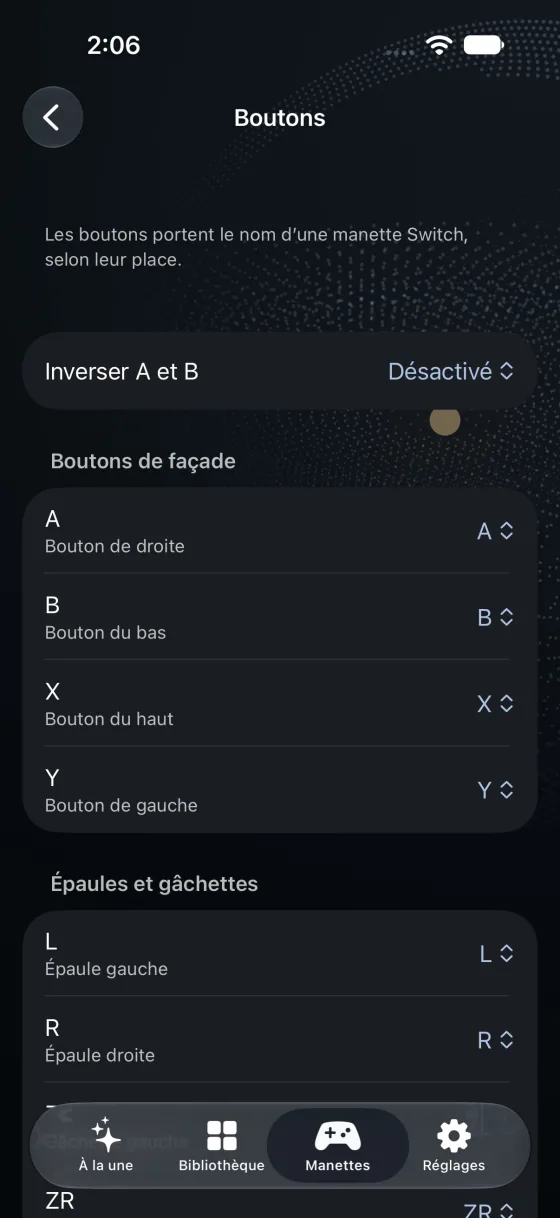 2:06
Boutons
Les boutons portent le nom d’une manette Switch,
selon leur place.
Inverser A et B
Désactivé
Boutons de façade
A
Bouton de droite
A
B
Bouton du bas
B
X
Bouton du haut
X
Y
Bouton de gauche
Y
Épaules et gâchettes
L
Épaule gauche
L
R
Épaule droite
R
À la une
Bibliothèque
Manettes
Réglages
ZR
ZR